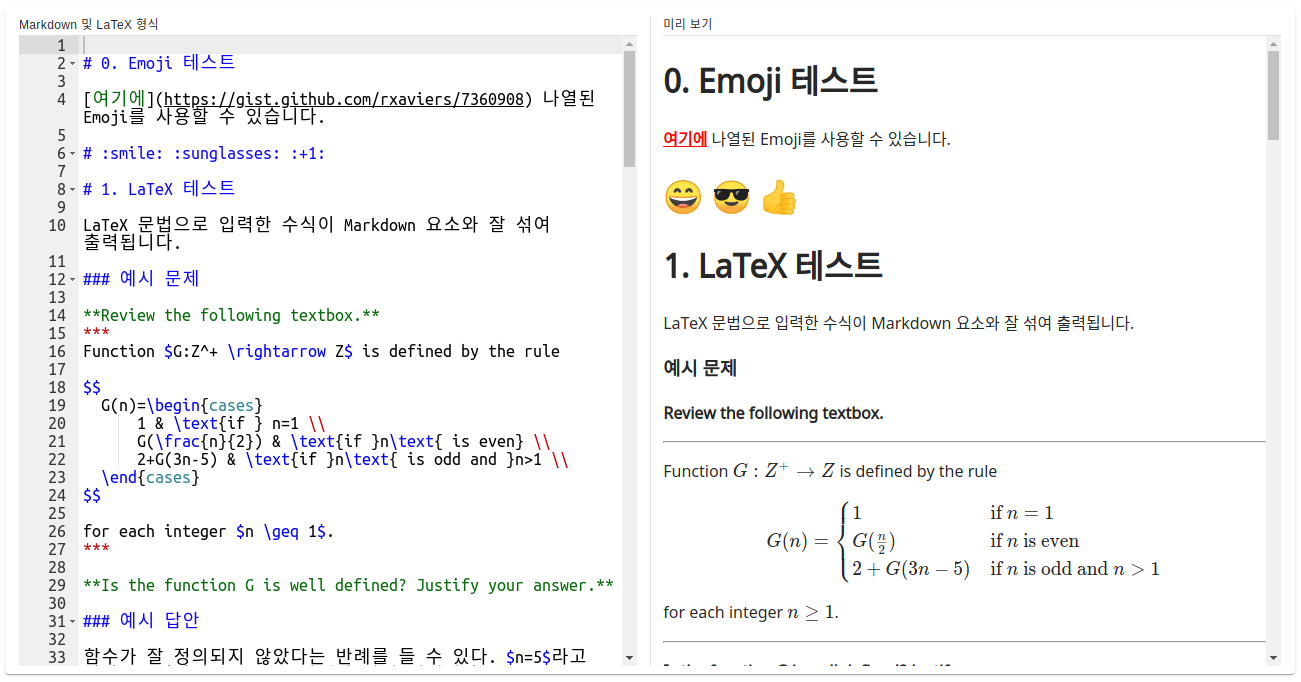 Markdown 및 LaTeX 형식
1
2 # 0. Emoji 테스트
3
4 [여기에](https://gist.github.com/rxaviers/7360908) 나열된
Emoji를 사용할 수 있습니다.
5
6 # :smile: :sunglasses: :+1:
7
8 # 1. LaTeX 테스트
9
10 LaTeX 문법으로 입력한 수식이 Markdown 요소와 잘 섞여
출력됩니다.
11
12 ### 예시 문제
13
14 **Review the following textbox.**
15 ***
16 Function $G:Z^+ \rightarrow Z$ is defined by the rule
17
18 $$
19 G(n)=\begin{cases}
20 1 & \text{if } n=1 \\
21 G(\frac{n}{2}) & \text{if }n\text{ is even} \\
22 2+G(3n-5) & \text{if }n\text{ is odd and }n>1 \\
23 \end{cases}
24 $$
25
26 for each integer $n \geq 1$.
27 ***
28
29 **Is the function G is well defined? Justify your answer.**
30
31 ### 예시 답안
32
33 함수가 잘 정의되지 않았다는 반례를 들 수 있다. $n=5$라고
미리 보기
0. Emoji 테스트
여기에 나열된 Emoji를 사용할 수 있습니다.
😄 😎 👍
1. LaTeX 테스트
LaTeX 문법으로 입력한 수식이 Markdown 요소와 잘 섞여 출력됩니다.
예시 문제
Review the following textbox.
Function G : Z⁺ → Z is defined by the rule
G(n) = { 1 if n = 1
G(n/2) if n is even
2 + G(3n − 5) if n is odd and n > 1
for each integer n ≥ 1.